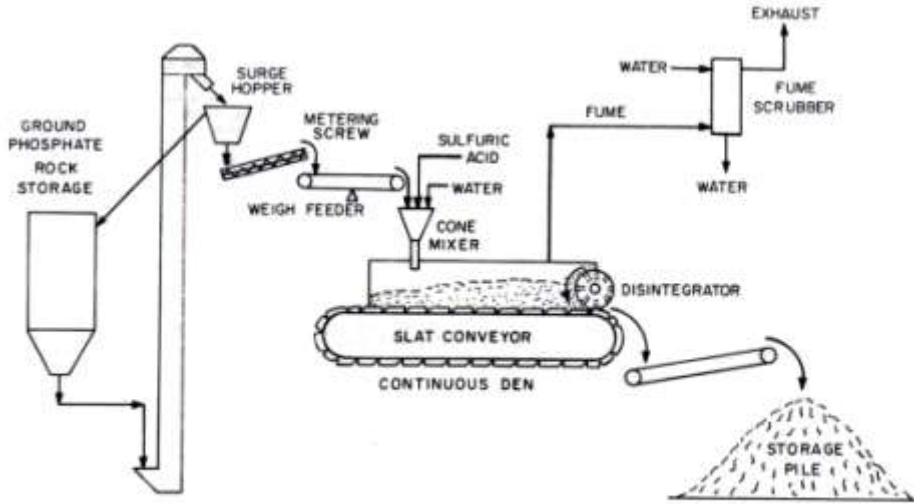 EXHAUST
WATER
FUME
SCRUBBER
SURGE
HOPPER
METERING
SCREW
FUME
GROUND
PHOSPHATE
ROCK
STORAGE
SULFURIC
ACID
WATER
WATER
WEIGH FEEDER
CONE
MIXER
DISINTEGRATOR
SLAT CONVEYOR
CONTINUOUS DEN
STORAGE
PILE